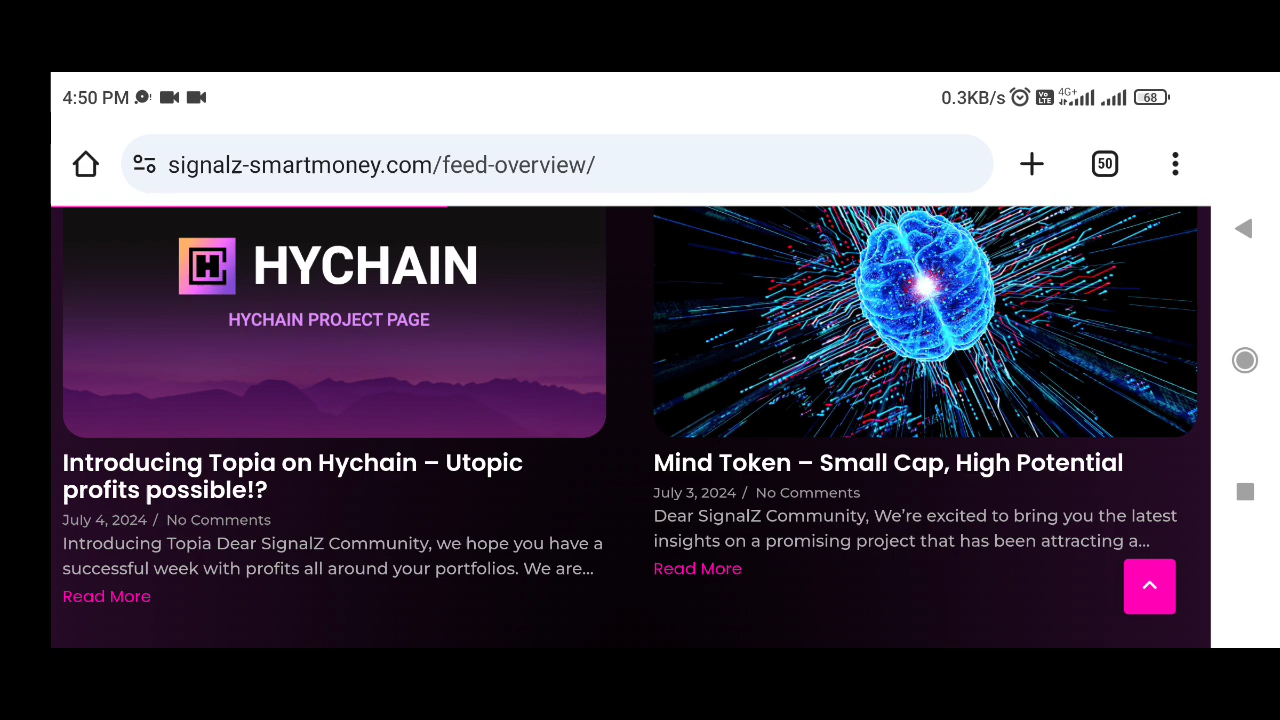 4:50 PM
0.3KB/s
Vo LTE
4G+
68
signalz-smartmoney.com/feed-overview/
50
HYCHAIN
HYCHAIN PROJECT PAGE
Introducing Topia on Hychain – Utopic
profits possible!?
July 4, 2024 / No Comments
Introducing Topia Dear SignalZ Community, we hope you have a
successful week with profits all around your portfolios. We are...
Read More
Mind Token – Small Cap, High Potential
July 3, 2024 / No Comments
Dear SignalZ Community, We’re excited to bring you the latest
insights on a promising project that has been attracting a...
Read More